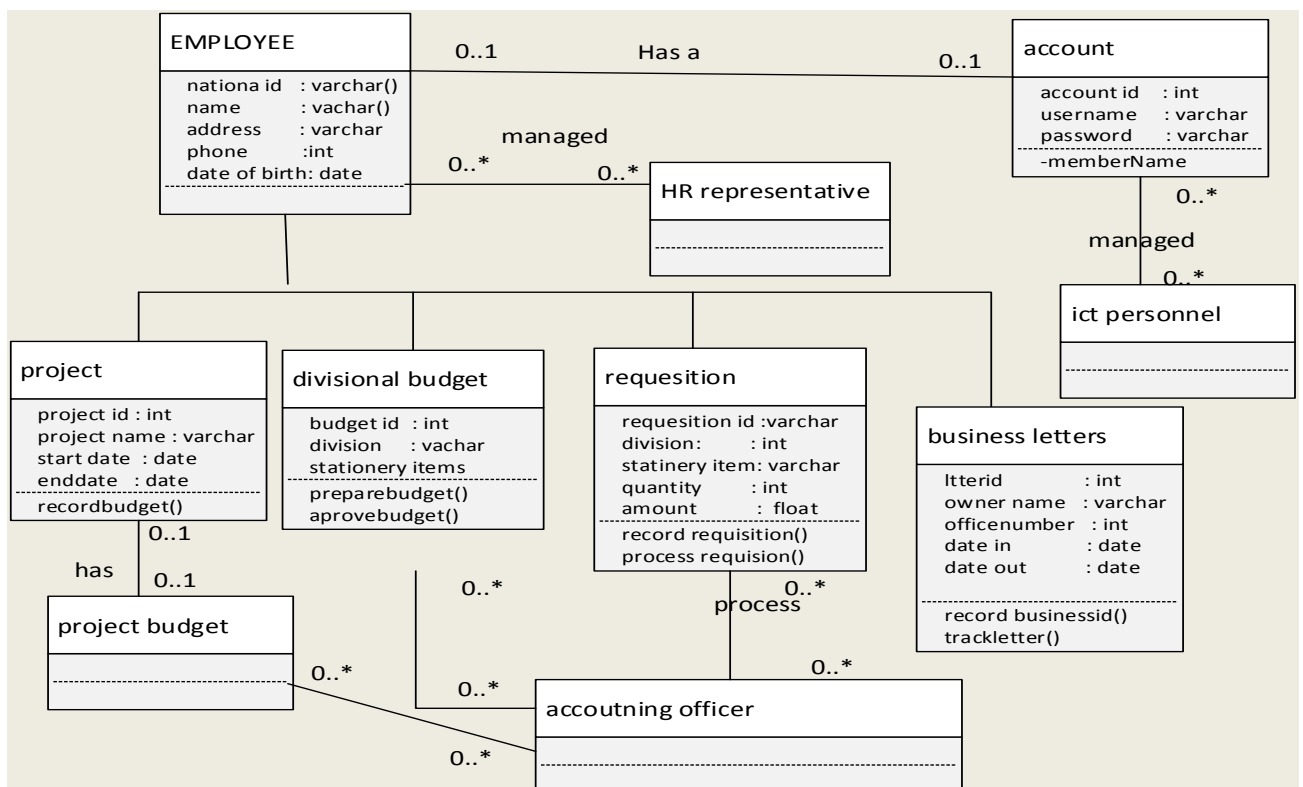 EMPLOYEE
nationa id : varchar()
name : vachar()
address : varchar
phone :int
date of birth: date
0..1
Has a
0..1
account
account id : int
username : varchar
password : varchar
-memberName
managed
0..*
0..*
HR representative
0..*
managed
0..*
ict personnel
project
project id : int
project name : varchar
start date : date
enddate : date
recordbudget()
divisional budget
budget id : int
division : vachar
stationery items
preparebudget()
aprovebudget()
requesition
requesition id :varchar
division: : int
statinery item: varchar
quantity : int
amount : float
record requisition()
process requision()
business letters
ltterid : int
owner name : varchar
officenumber : int
date in : date
date out : date
record businessid()
trackletter()
0..1
has
0..1
project budget
0..*
0..*
process
0..*
0..*
0..*
0..*
accoutning officer